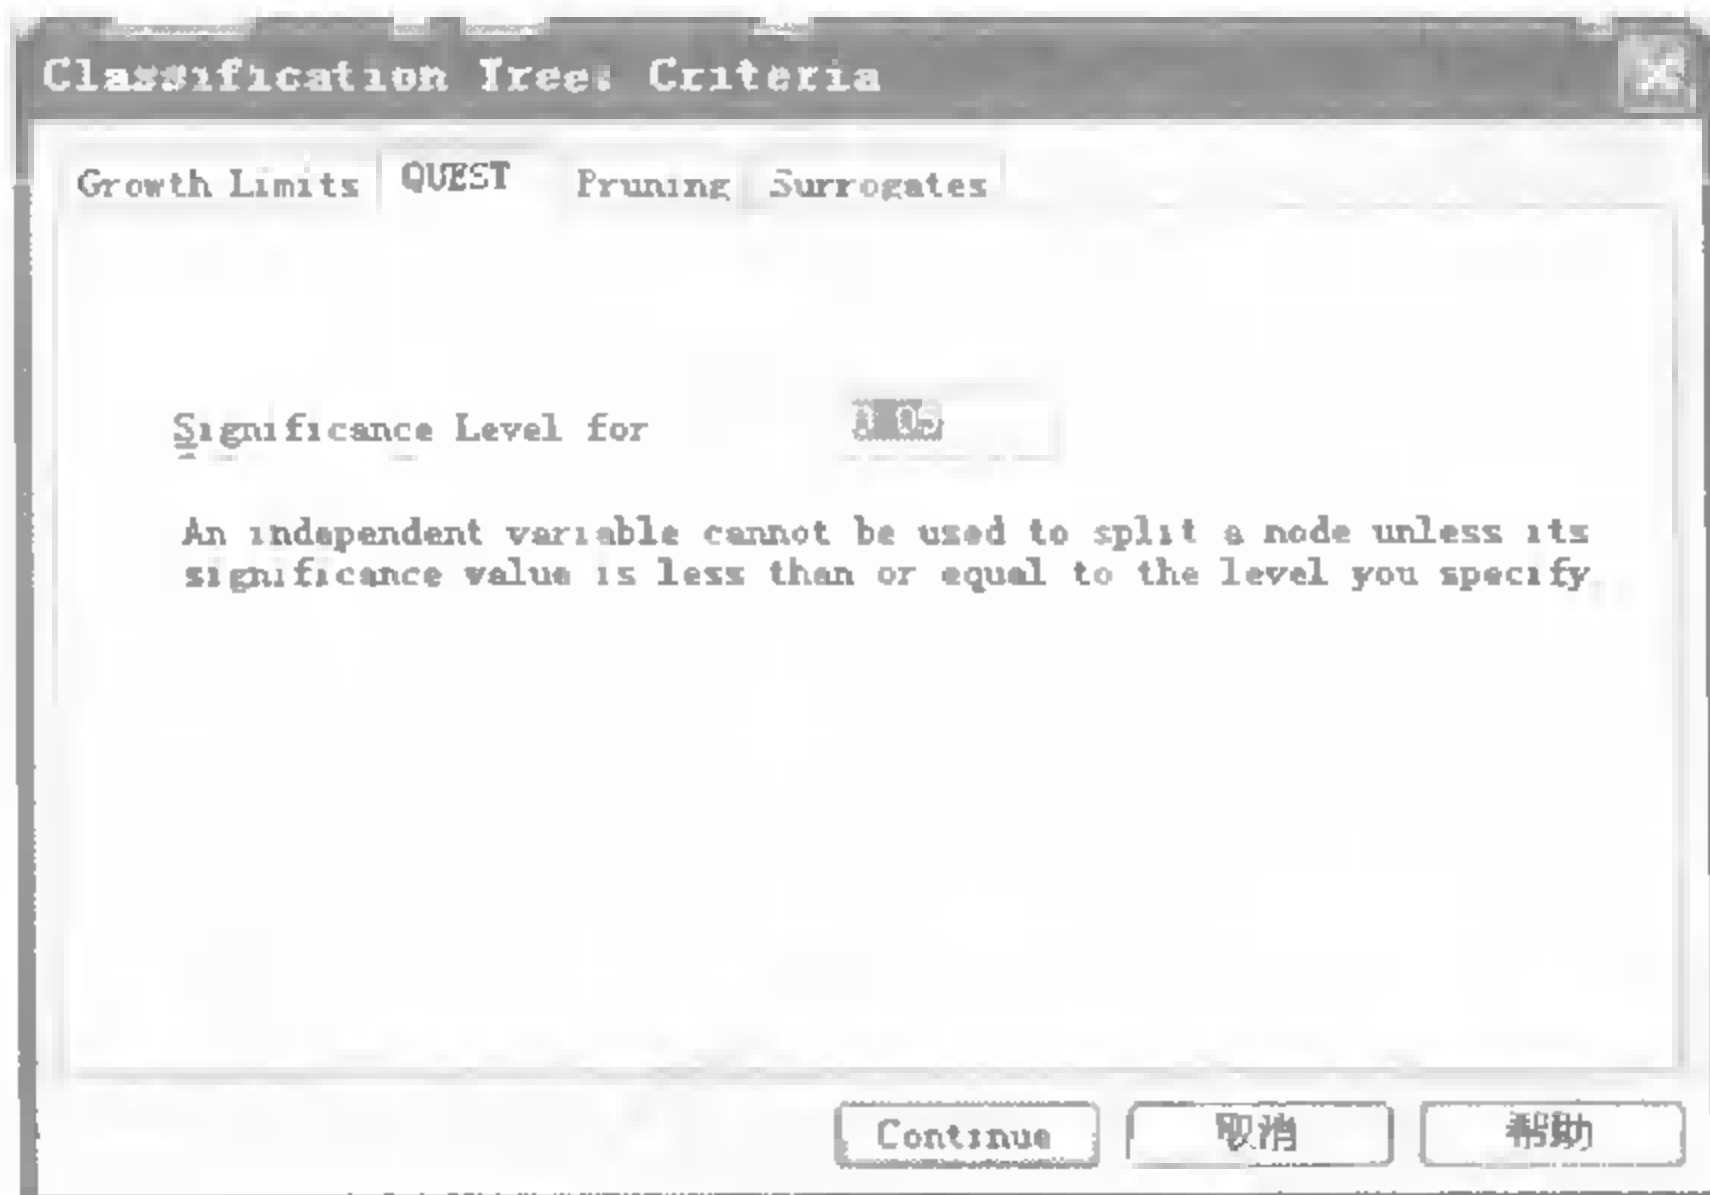 Classification Tree: Criteria
Growth Limits QUEST Pruning Surrogates
Significance Level for 0.05
An independent variable cannot be used to split a node unless its
significance value is less than or equal to the level you specify.
Continue 取消 帮助